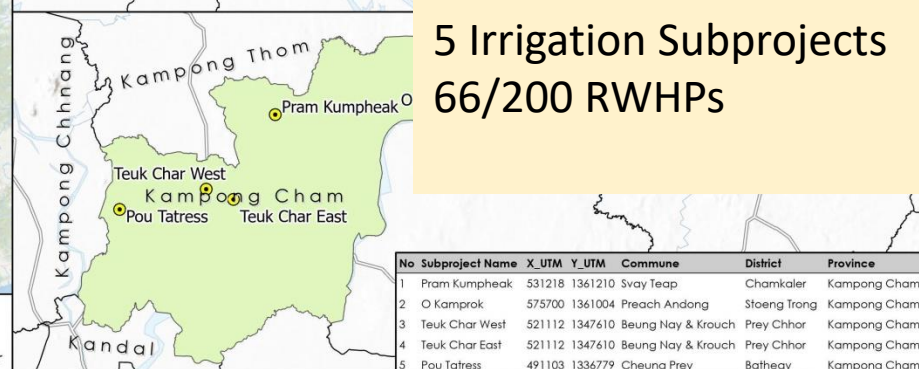 5 Irrigation Subprojects
66/200 RWHPs
Kampong Chhnang
Kampong Thom
Pram Kumpheak
O
Teuk Char West
Kampong Cham
Pou Tatress
Teuk Char East
Kandal
No Subproject Name X_UTM Y_UTM Commune District Province
1 Pram Kumpheak 531218 1361210 Svay Teap Chamkaler Kampong Cham
2 O Kamprok 575700 1361004 Preach Andong Stoeng Trong Kampong Cham
3 Teuk Char West 521112 1347610 Beung Nay & Krouch Prey Chhor Kampong Cham
4 Teuk Char East 521112 1347610 Beung Nay & Krouch Prey Chhor Kampong Cham
5 Pou Tatress 491103 1336779 Cheung Prey Batheay Kampong Cham